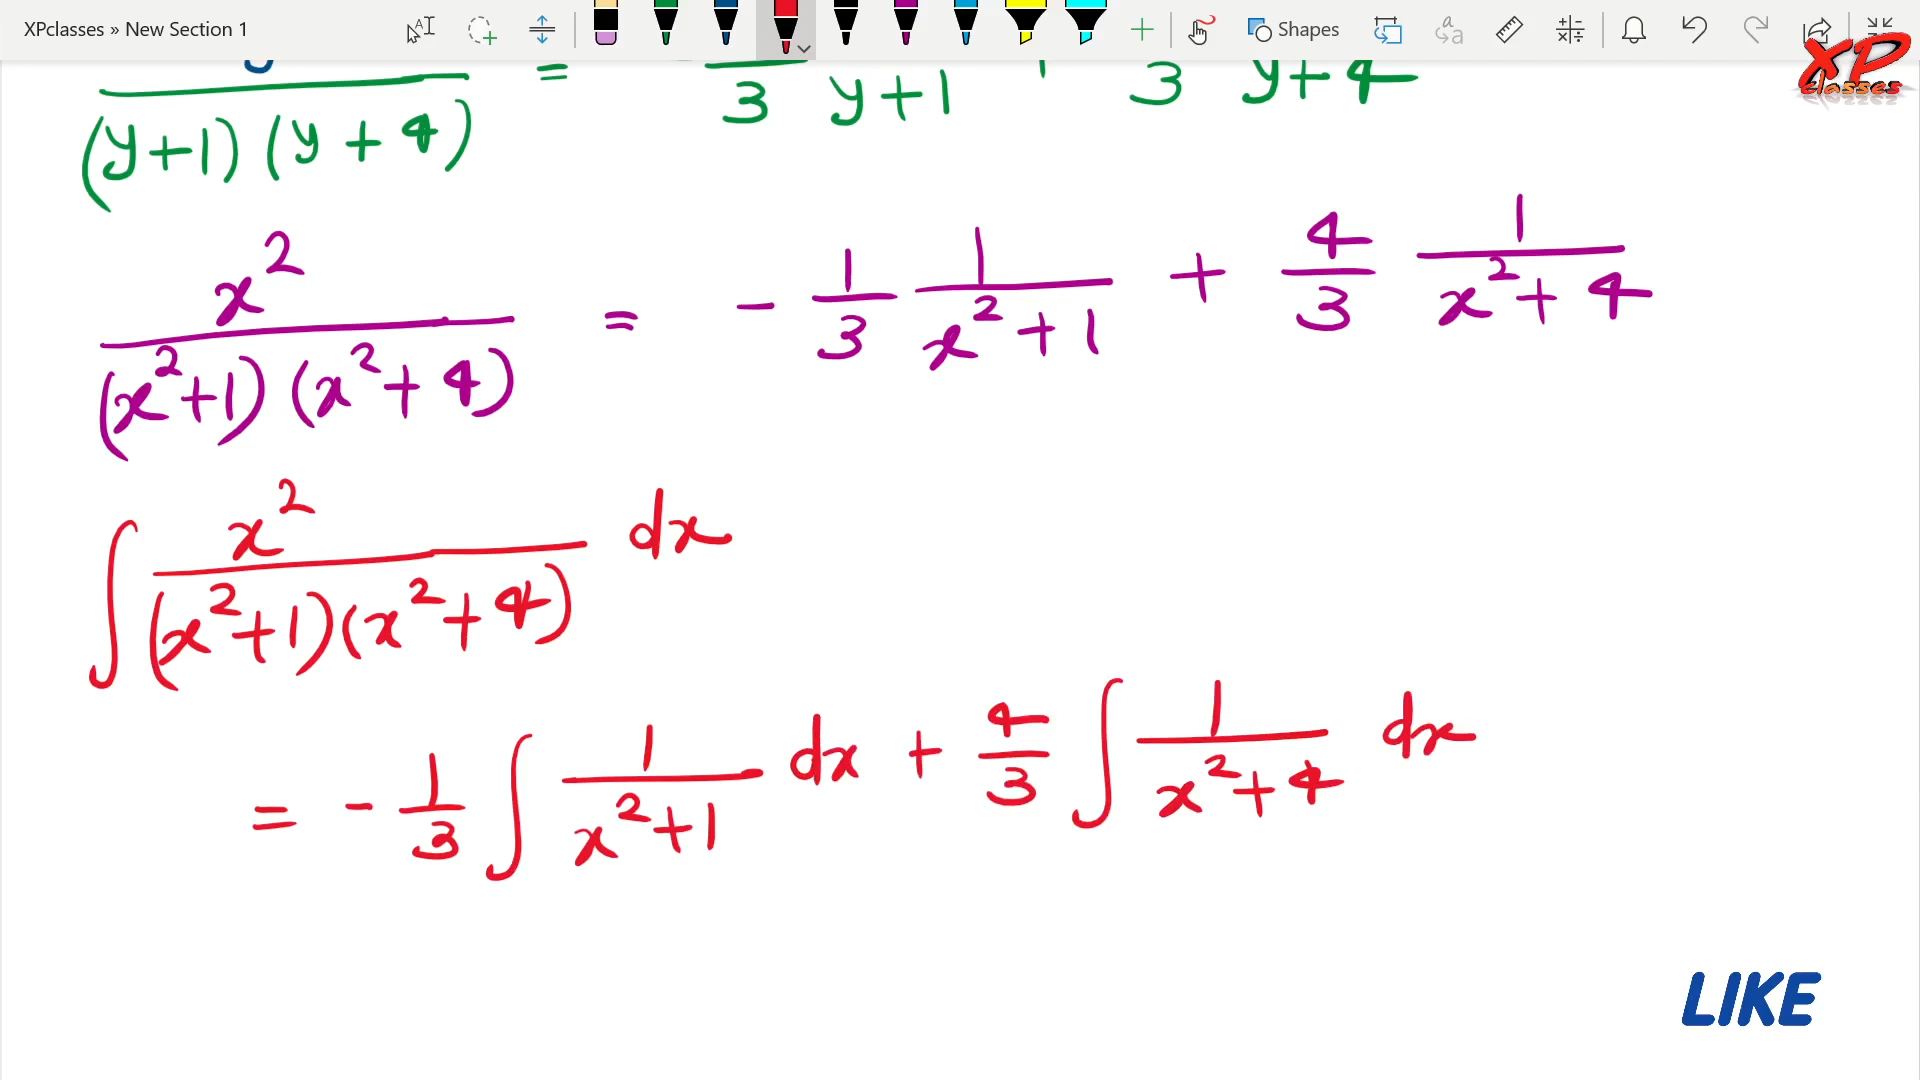 XPclasses » New Section 1
Shapes
XP
classes
y/((y+1)(y+4)) = 3 y+1 3 y+4
x²/((x²+1)(x²+4)) = - 1/3 1/(x²+1) + 4/3 1/(x²+4)
∫ x²/((x²+1)(x²+4)) dx
= - 1/3 ∫ 1/(x²+1) dx + 4/3 ∫ 1/(x²+4) dx
LIKE